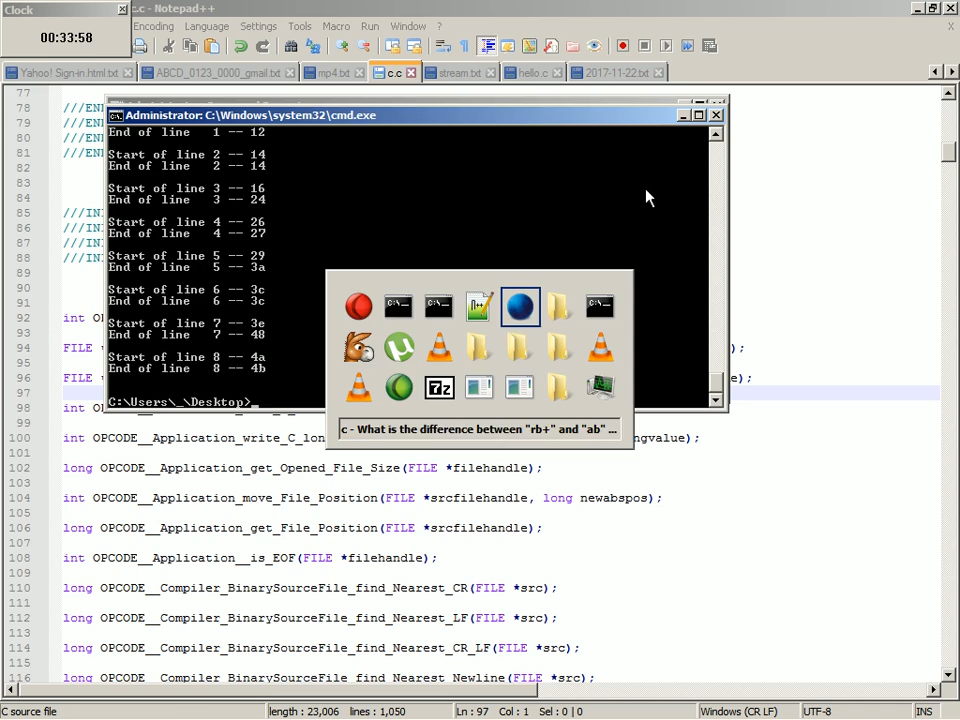 Clock
00:33:58
c.c - Notepad++
Encoding Language Settings Tools Macro Run Window ?
Yahoo! Sign-in.html.txt ABCD_0123_0000_gmail.txt mp4.txt c.c stream.txt hello.c 2017-11-22.txt
Administrator: C:\Windows\system32\cmd.exe
End of line 1 -- 12
Start of line 2 -- 14
End of line 2 -- 14
Start of line 3 -- 16
End of line 3 -- 24
Start of line 4 -- 26
End of line 4 -- 27
Start of line 5 -- 29
End of line 5 -- 3a
Start of line 6 -- 3c
End of line 6 -- 3c
Start of line 7 -- 3e
End of line 7 -- 48
Start of line 8 -- 4a
End of line 8 -- 4b
C:\Users\_\Desktop>_
c - What is the difference between "rb+" and "ab" ...
77
78 ///EN
79 ///EN
80 ///EN
81 ///EN
82
83
84
85 ///IN
86 ///IN
87 ///IN
88 ///IN
89
90
91
92 int OP
93
94 FILE );
95
96 FILE e);
97
98 int O
99
100 int OPCODE__Application_write_C_lon ngvalue);
101
102 long OPCODE__Application_get_Opened_File_Size(FILE *filehandle);
103
104 int OPCODE__Application_move_File_Position(FILE *srcfilehandle, long newabspos);
105
106 long OPCODE__Application_get_File_Position(FILE *srcfilehandle);
107
108 int OPCODE__Application__is_EOF(FILE *filehandle);
109
110 long OPCODE__Compiler_BinarySourceFile_find_Nearest_CR(FILE *src);
111
112 long OPCODE__Compiler_BinarySourceFile_find_Nearest_LF(FILE *src);
113
114 long OPCODE__Compiler_BinarySourceFile_find_Nearest_CR_LF(FILE *src);
115
116 long OPCODE__Compiler_BinarySourceFile_find_Nearest_Newline(FILE *src);
C source file length : 23,006 lines : 1,050 Ln : 97 Col : 1 Sel : 0 | 0 Windows (CR LF) UTF-8 INS